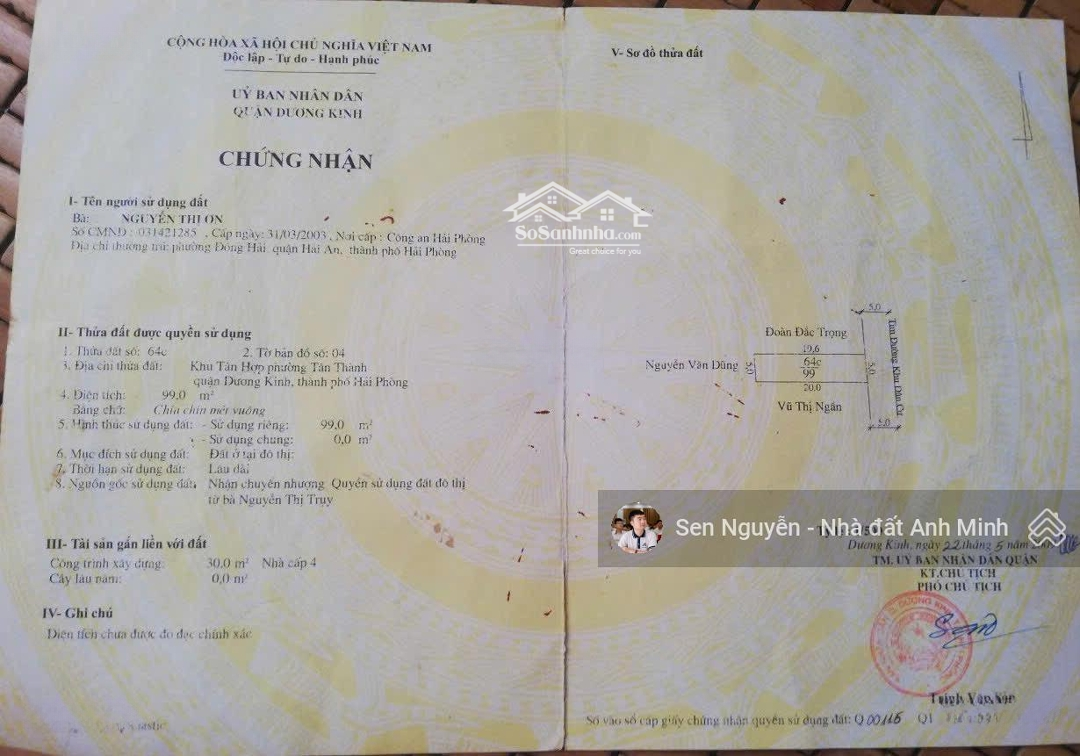 CỘNG HÒA XÃ HỘI CHỦ NGHĨA VIỆT NAM
Độc lập - Tự do - Hạnh phúc
UỶ BAN NHÂN DÂN
QUẬN DƯƠNG KINH
CHỨNG NHẬN
I- Tên người sử dụng đất
Bà: NGUYỄN THỊ ƠN
Số CMND : 031421285 , Cấp ngày: 31/03/2003 , Nơi cấp : Công an Hải Phòng
Địa chỉ thường trú: phường Đông Hải, quận Hải An, thành phố Hải Phòng
II- Thửa đất được quyền sử dụng
1. Thửa đất số: 64c 2. Tờ bản đồ số: 04
3. Địa chỉ thửa đất: Khu Tân Hợp phường Tân Thành
quận Dương Kinh, thành phố Hải Phòng
4. Diện tích: 99.0 m²
Bằng chữ: Chín chín mét vuông
5. Hình thức sử dụng đất: - Sử dụng riêng: 99.0 m²
- Sử dụng chung: 0,0 m²
6. Mục đích sử dụng đất: Đất ở tại đô thị:
7. Thời hạn sử dụng đất: Lâu dài
8. Nguồn gốc sử dụng đất: Nhận chuyển nhượng Quyền sử dụng đất đô thị
từ bà Nguyễn Thị Truy
III- Tài sản gắn liền với đất
Công trình xây dựng: 30.0 m² Nhà cấp 4
Cây lâu năm: 0,0 m²
IV- Ghi chú
Diện tích chưa được đo đạc chính xác
V- Sơ đồ thửa đất
SoSanhnha.com
Great choice for you
5,0
Đoàn Đắc Trọng
19,6
Nguyễn Văn Dũng
5,0
64c
99
5,0
Tim Đường Khu Dân Cư
20.0
Vũ Thị Ngân
5,0
Sen Nguyễn - Nhà đất Anh Minh
Dương Kinh, ngày 22 tháng 5 năm
TM. UỶ BAN NHÂN DÂN QUẬN
KT.CHỦ TỊCH
PHÓ CHỦ TỊCH
Trịnh Văn
Số vào sổ cấp giấy chứng nhận quyền sử dụng đất: Q 00115 QI